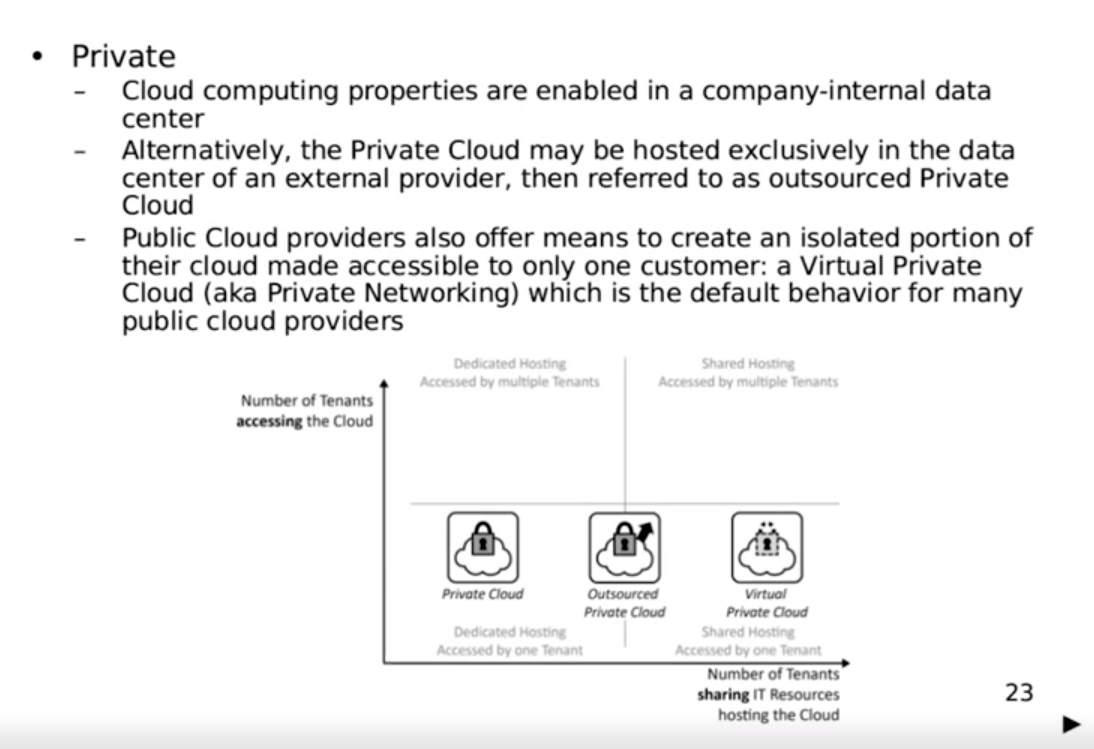 • Private
– Cloud computing properties are enabled in a company-internal data
center
– Alternatively, the Private Cloud may be hosted exclusively in the data
center of an external provider, then referred to as outsourced Private
Cloud
– Public Cloud providers also offer means to create an isolated portion of
their cloud made accessible to only one customer: a Virtual Private
Cloud (aka Private Networking) which is the default behavior for many
public cloud providers
Dedicated Hosting
Accessed by multiple Tenants
Shared Hosting
Accessed by multiple Tenants
Number of Tenants
accessing the Cloud
Private Cloud
Outsourced
Private Cloud
Virtual
Private Cloud
Dedicated Hosting
Accessed by one Tenant
Shared Hosting
Accessed by one Tenant
Number of Tenants
sharing IT Resources
hosting the Cloud
23